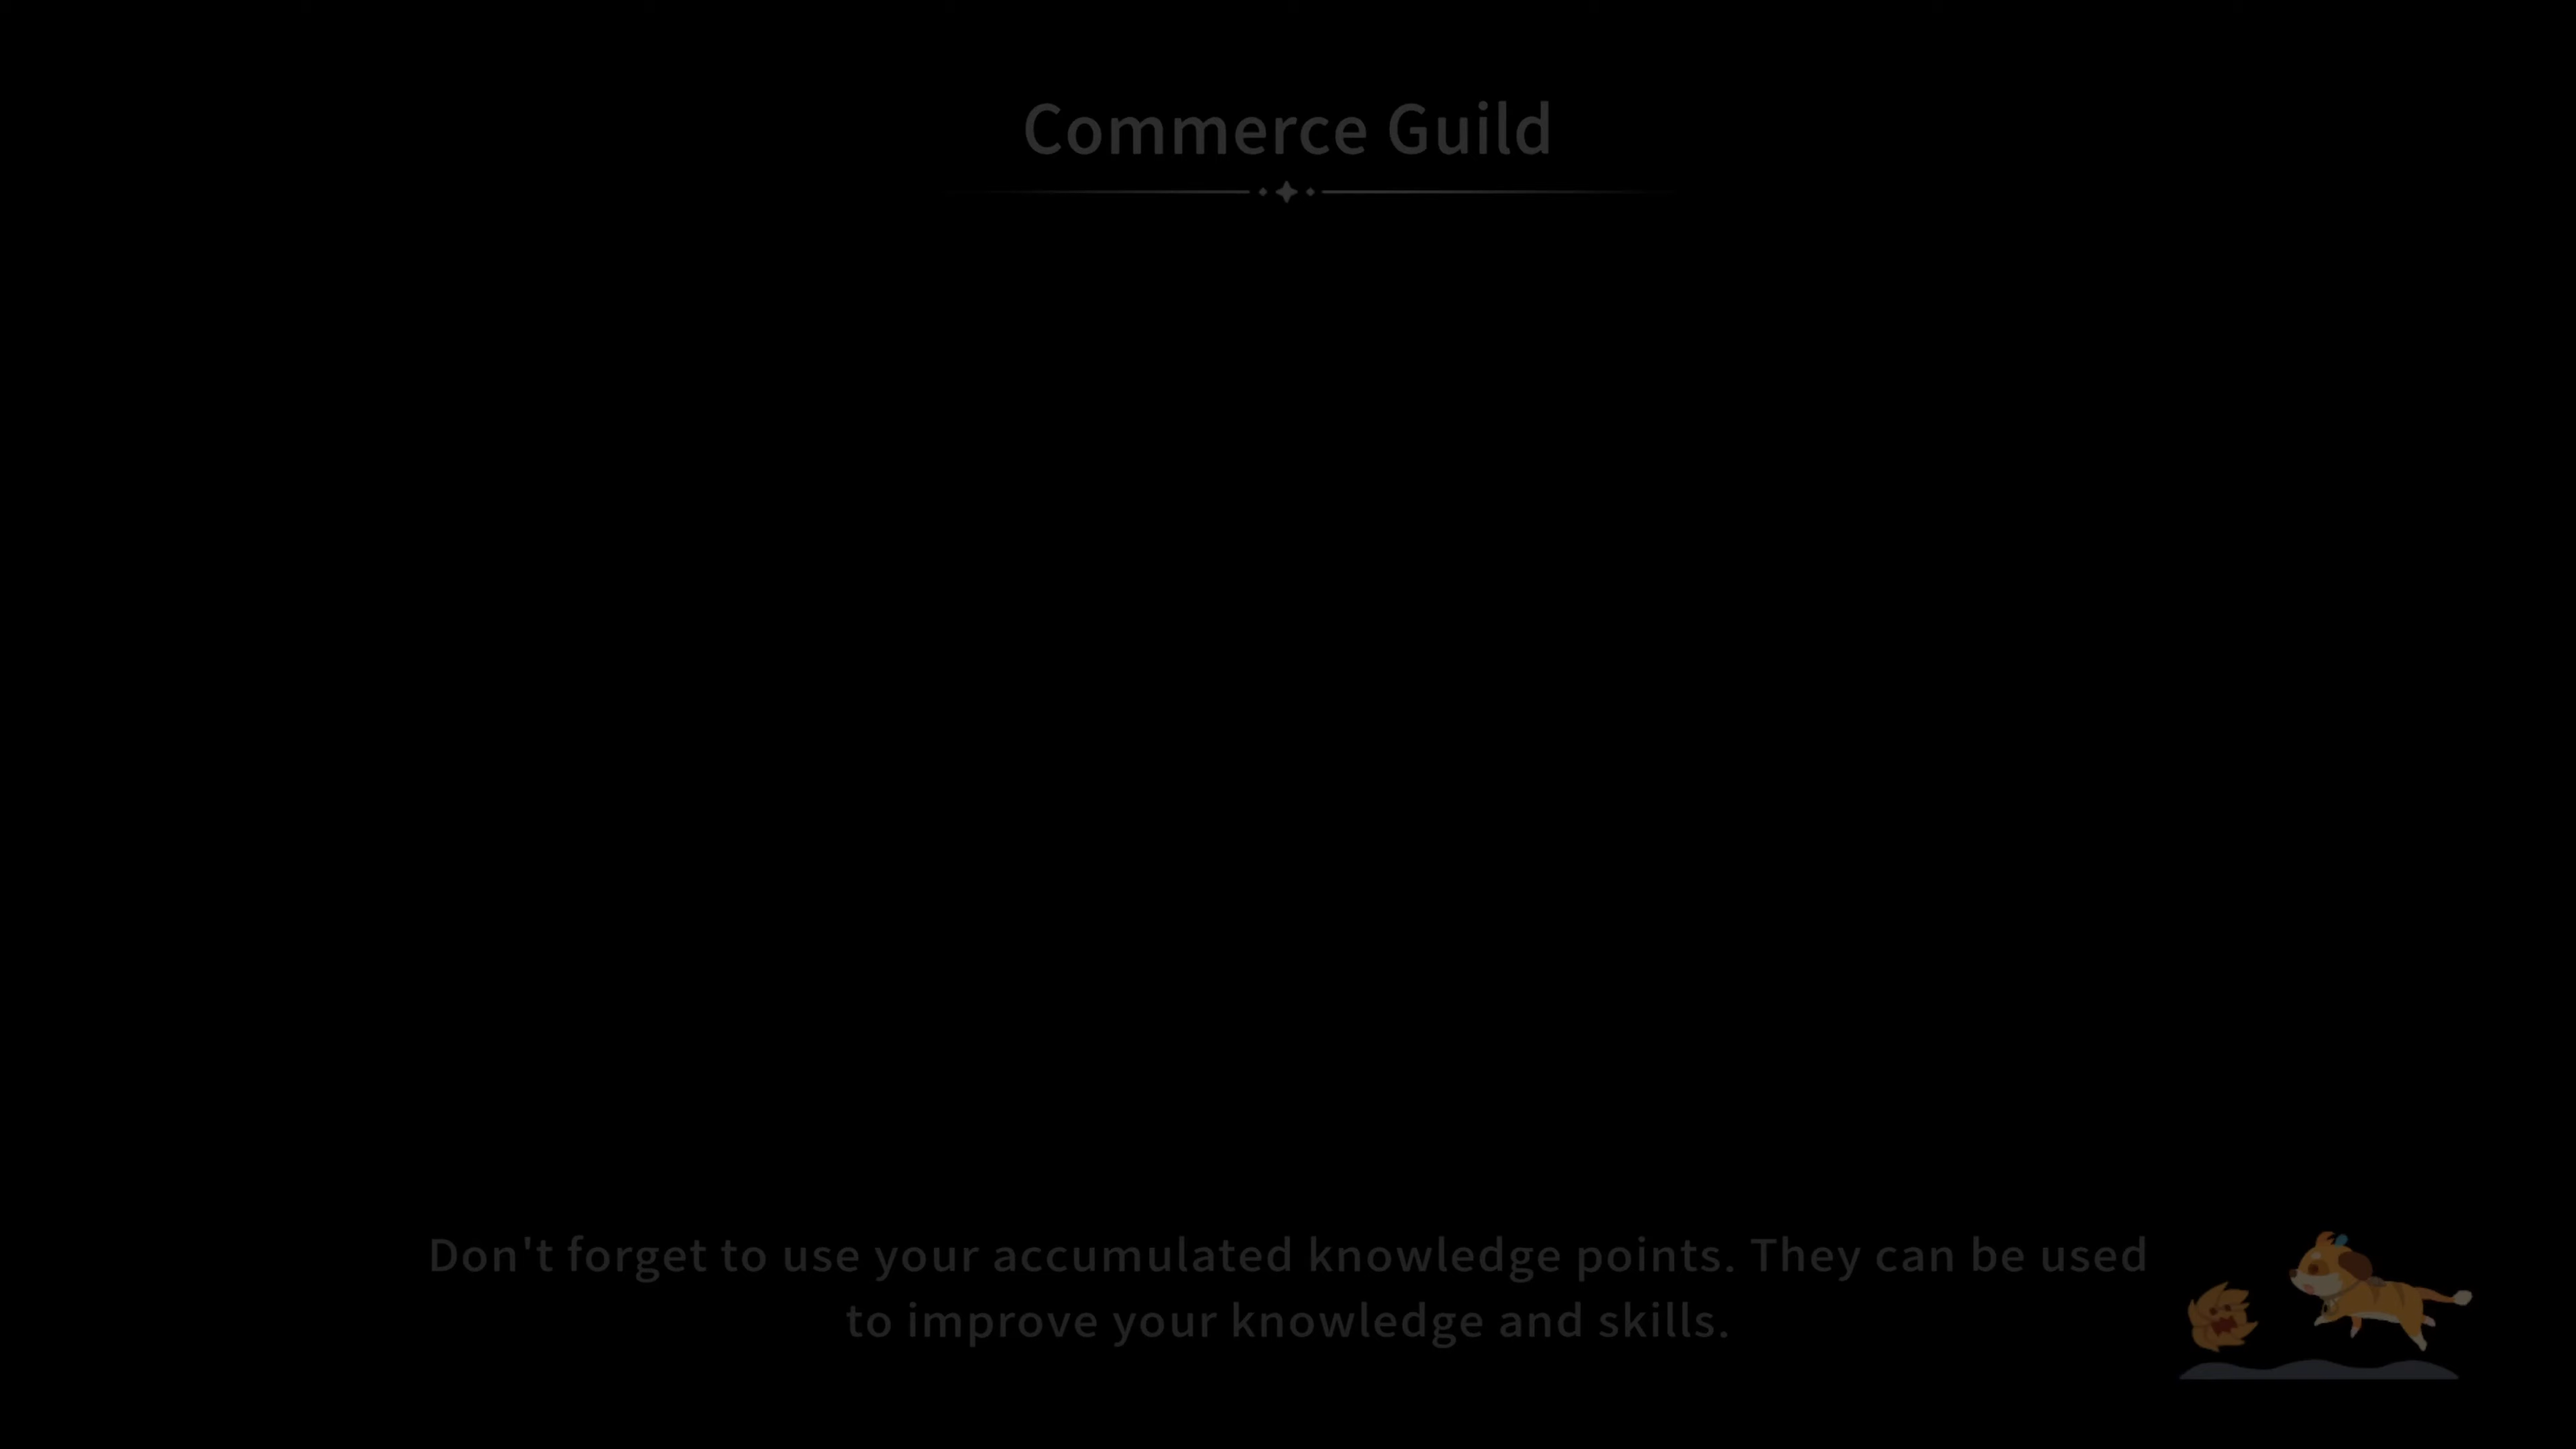 Commerce Guild
Don't forget to use your accumulated knowledge points. They can be used
to improve your knowledge and skills.